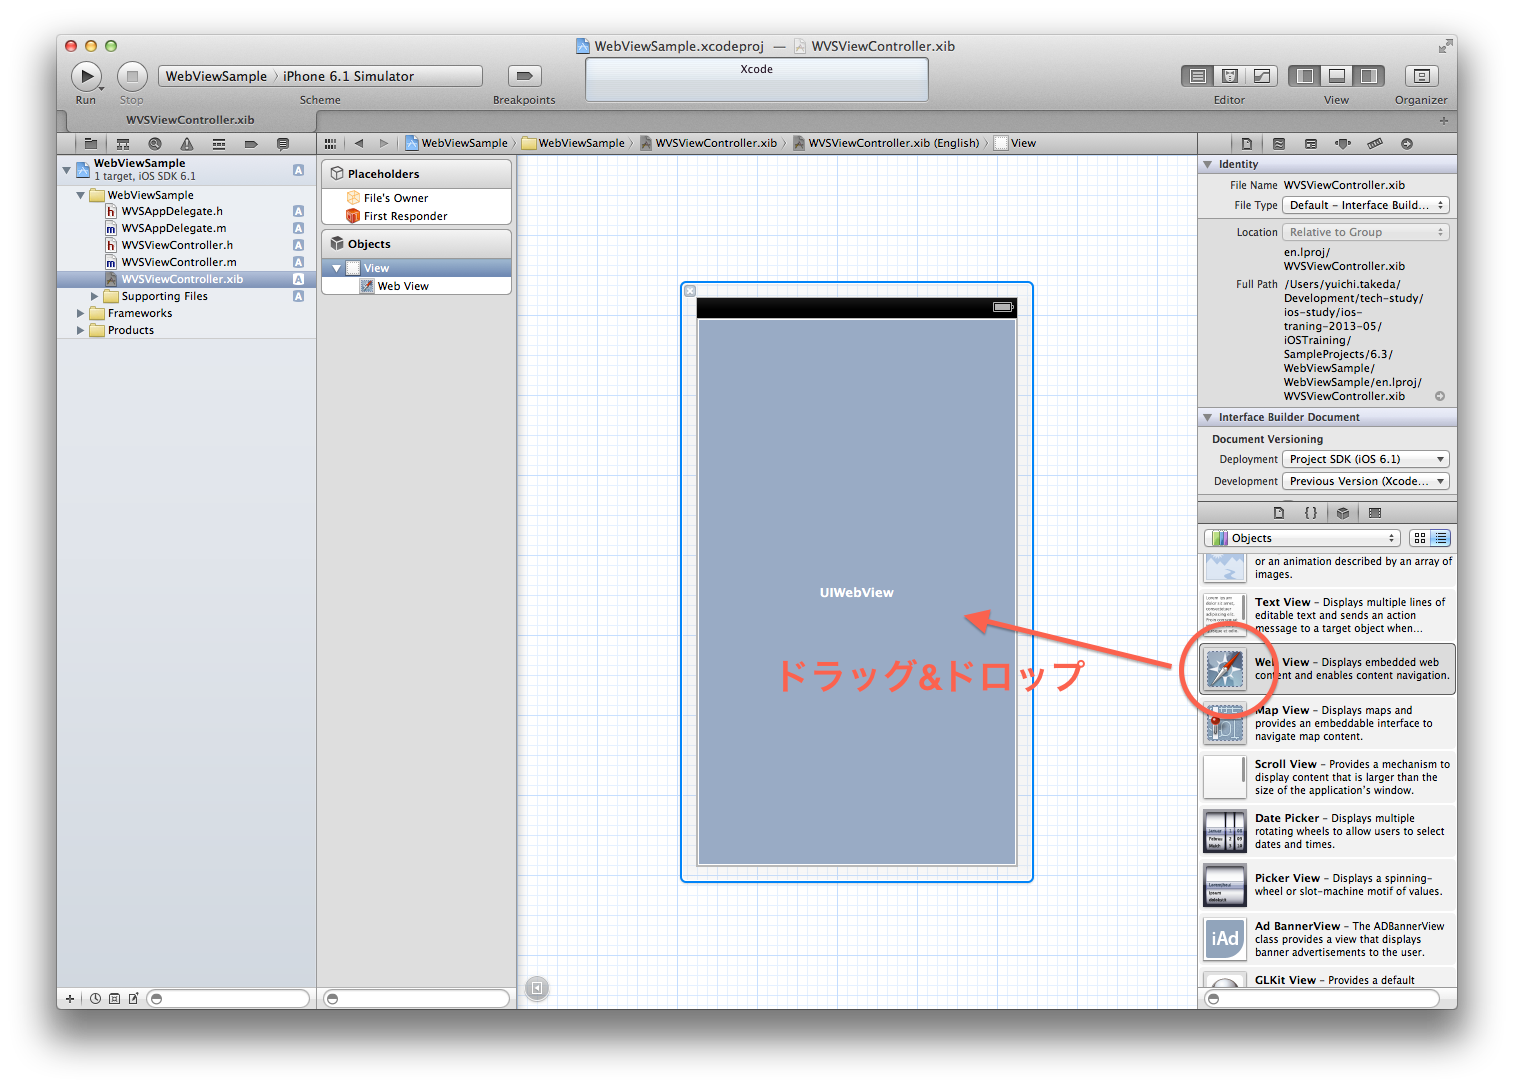 WebViewSample.xcodeproj — WVSViewController.xib
WebViewSample 〉 iPhone 6.1 Simulator
Xcode
Run
Stop
Scheme
Breakpoints
Editor
View
Organizer
WVSViewController.xib
WebViewSample 〉 WebViewSample 〉 WVSViewController.xib 〉 WVSViewController.xib (English) 〉 View
WebViewSample
1 target, iOS SDK 6.1
WebViewSample
WVSAppDelegate.h
WVSAppDelegate.m
WVSViewController.h
WVSViewController.m
WVSViewController.xib
Supporting Files
Frameworks
Products
A
A
A
A
A
A
A
Placeholders
File's Owner
First Responder
Objects
View
Web View
UIWebView
ドラッグ&ドロップ
Identity
File Name WVSViewController.xib
File Type Default – Interface Build...
Location Relative to Group
en.lproj/
WVSViewController.xib
Full Path /Users/yuichi.takeda/
Development/tech-study/
ios-study/ios-
traning-2013-05/
iOSTraining/
SampleProjects/6.3/
WebViewSample/
WebViewSample/en.lproj/
WVSViewController.xib
Interface Builder Document
Document Versioning
Deployment Project SDK (iOS 6.1)
Development Previous Version (Xcode...
{ }
Objects
or an animation described by an array of
images.
Text View – Displays multiple lines of
editable text and sends an action
message to a target object when...
Web View – Displays embedded web
content and enables content navigation.
Map View – Displays maps and
provides an embeddable interface to
navigate map content.
Scroll View – Provides a mechanism to
display content that is larger than the
size of the application's window.
Date Picker – Displays multiple
rotating wheels to allow users to select
dates and times.
Picker View – Displays a spinning-
wheel or slot-machine motif of values.
iAd
Ad BannerView – The ADBannerView
class provides a view that displays
banner advertisements to the user.
GLKit View – Provides a default